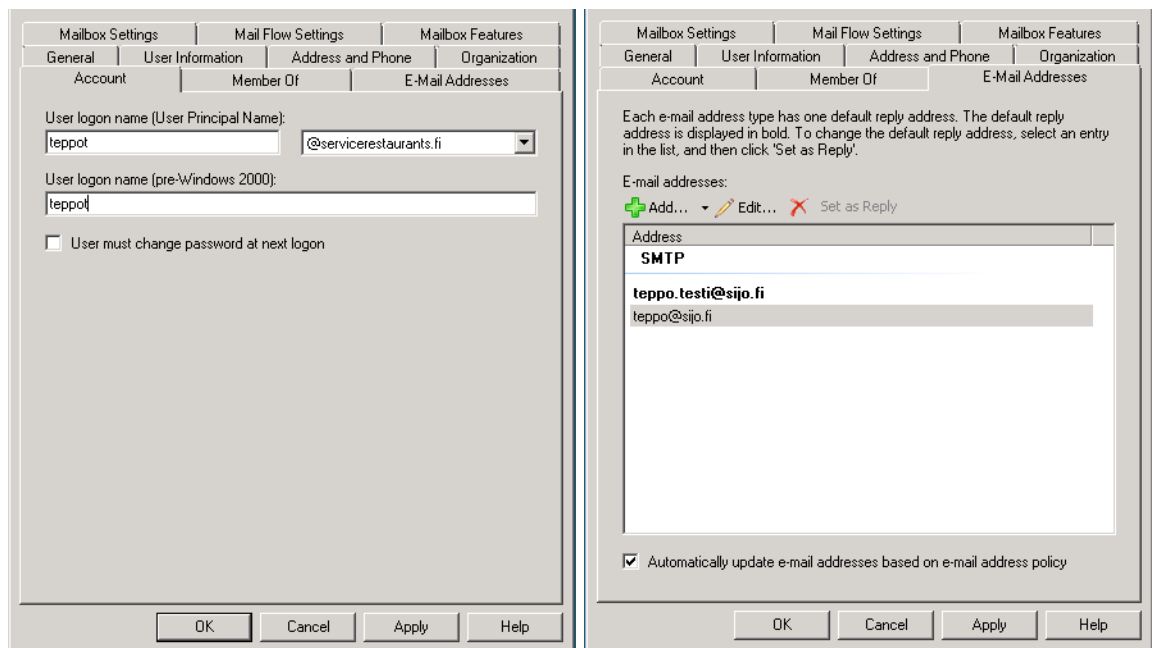 Mailbox Settings
Mail Flow Settings
Mailbox Features
General
User Information
Address and Phone
Organization
Account
Member Of
E-Mail Addresses
User logon name (User Principal Name):
teppot
@servicerestaurants.fi
User logon name (pre-Windows 2000):
teppot
User must change password at next logon
OK
Cancel
Apply
Help
Mailbox Settings
Mail Flow Settings
Mailbox Features
General
User Information
Address and Phone
Organization
Account
Member Of
E-Mail Addresses
Each e-mail address type has one default reply address. The default reply
address is displayed in bold. To change the default reply address, select an entry
in the list, and then click 'Set as Reply'.
E-mail addresses:
Add...
Edit...
Set as Reply
Address
SMTP
teppo.testi@sijo.fi
teppo@sijo.fi
Automatically update e-mail addresses based on e-mail address policy
OK
Cancel
Apply
Help